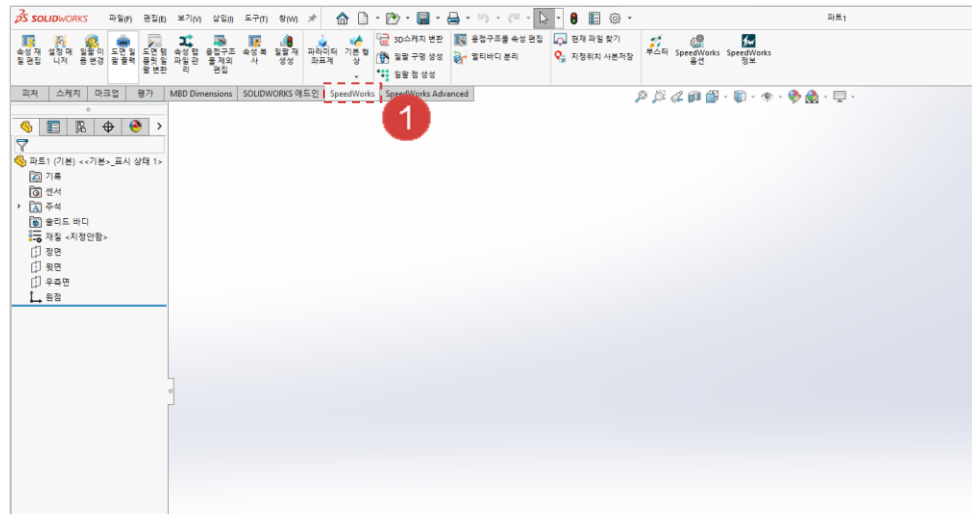 SOLIDWORKS 파일(F) 편집(E) 보기(V) 삽입(I) 도구(T) 창(W) 파트1
속성 재질 편집
설정 매니저
일괄 이름 변경
도면 일괄 출력
도면 템플릿 일괄 변환
속성 탭 파일 관리
용접구조물 제외 편집
속성 복사
일괄 재생성
파라미터 좌표계
기본 형상
3D스케치 변환
일괄 구멍 생성
일괄 점 생성
용접구조물 속성 편집
멀티바디 분리
현재 파일 찾기
지정위치 사본저장
부스터
SpeedWorks 옵션
SpeedWorks 정보
피처 스케치 마크업 평가 MBD Dimensions SOLIDWORKS 애드인 SpeedWorks SpeedWorks Advanced
1
파트1 (기본) <<기본>_표시 상태 1>
기록
센서
주석
솔리드 바디
재질 <지정안함>
정면
윗면
우측면
원점